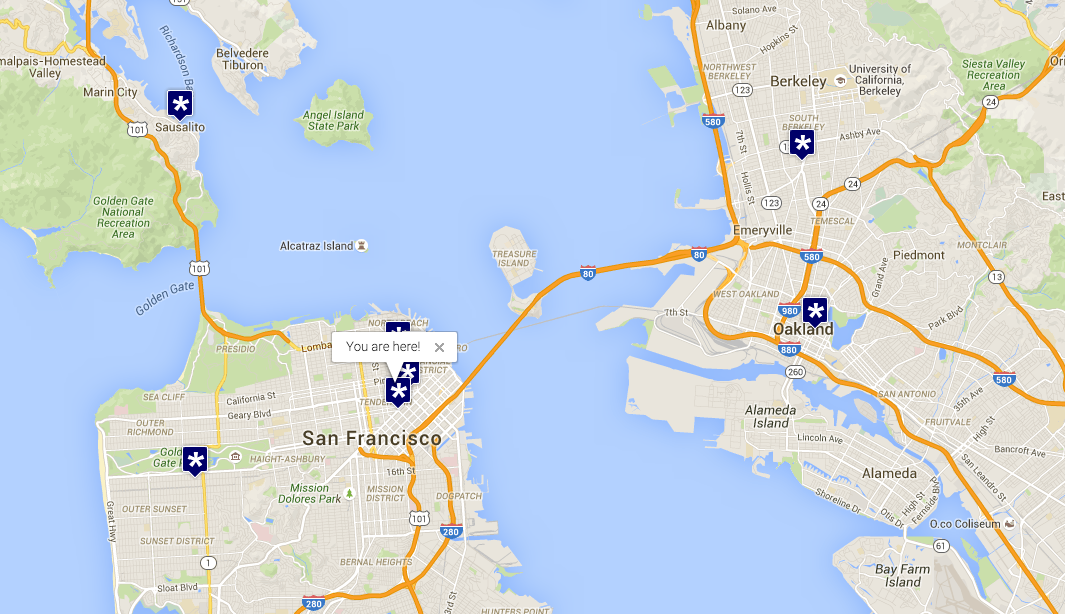 101
Solano Ave
Albany
Hopkins St
Richardson Ba
Belvedere
Tiburon
malpais-Homestead
Valley
Marin City
NORTHWEST
BERKELEY
Berkeley
University of
California,
Berkeley
Siesta Valley
Recreation
Area
Ori
123
24
Sausalito
101
Angel Island
State Park
580
7th St
SOUTH
BERKELEY
Ashby Ave
Hollis St
24
East
Golden Gate
National
Recreation
Area
123
24
TEMESCAL
Emeryville
Alcatraz Island
TREASURE
ISLAND
80
80
580
Piedmont
MONTCLAIR
101
Golden Gate
13
Grand Ave
WEST OAKLAND
980
7th St
Oakland
Park Blvd
880
NORTH BEACH
Lomba
PRESIDIO
You are here!
DISTRICT
260
580
SEA CLIFF
California St
Geary Blvd
OUTER
RICHMOND
SAN ANTONIO
35th Ave
High St
FRUITVALE
Alameda
Island
Lincoln Ave
San Francisco
Bancroft Ave
HAIGHT-ASHBURY
16th St
Alameda
San Leandro St
Mission
Dolores Park
MISSION
DISTRICT
DOGPATCH
Shoreline Dr
Otis Dr
High St
Fernside Blvd
Great Hwy
OUTER SUNSET
101
280
O.co Coliseum
SUNSET DISTRICT
61
1
BERNAL HEIGHTS
Bay Farm
Island
Sloat Blvd
280
3rd St
HUNTERS POINT